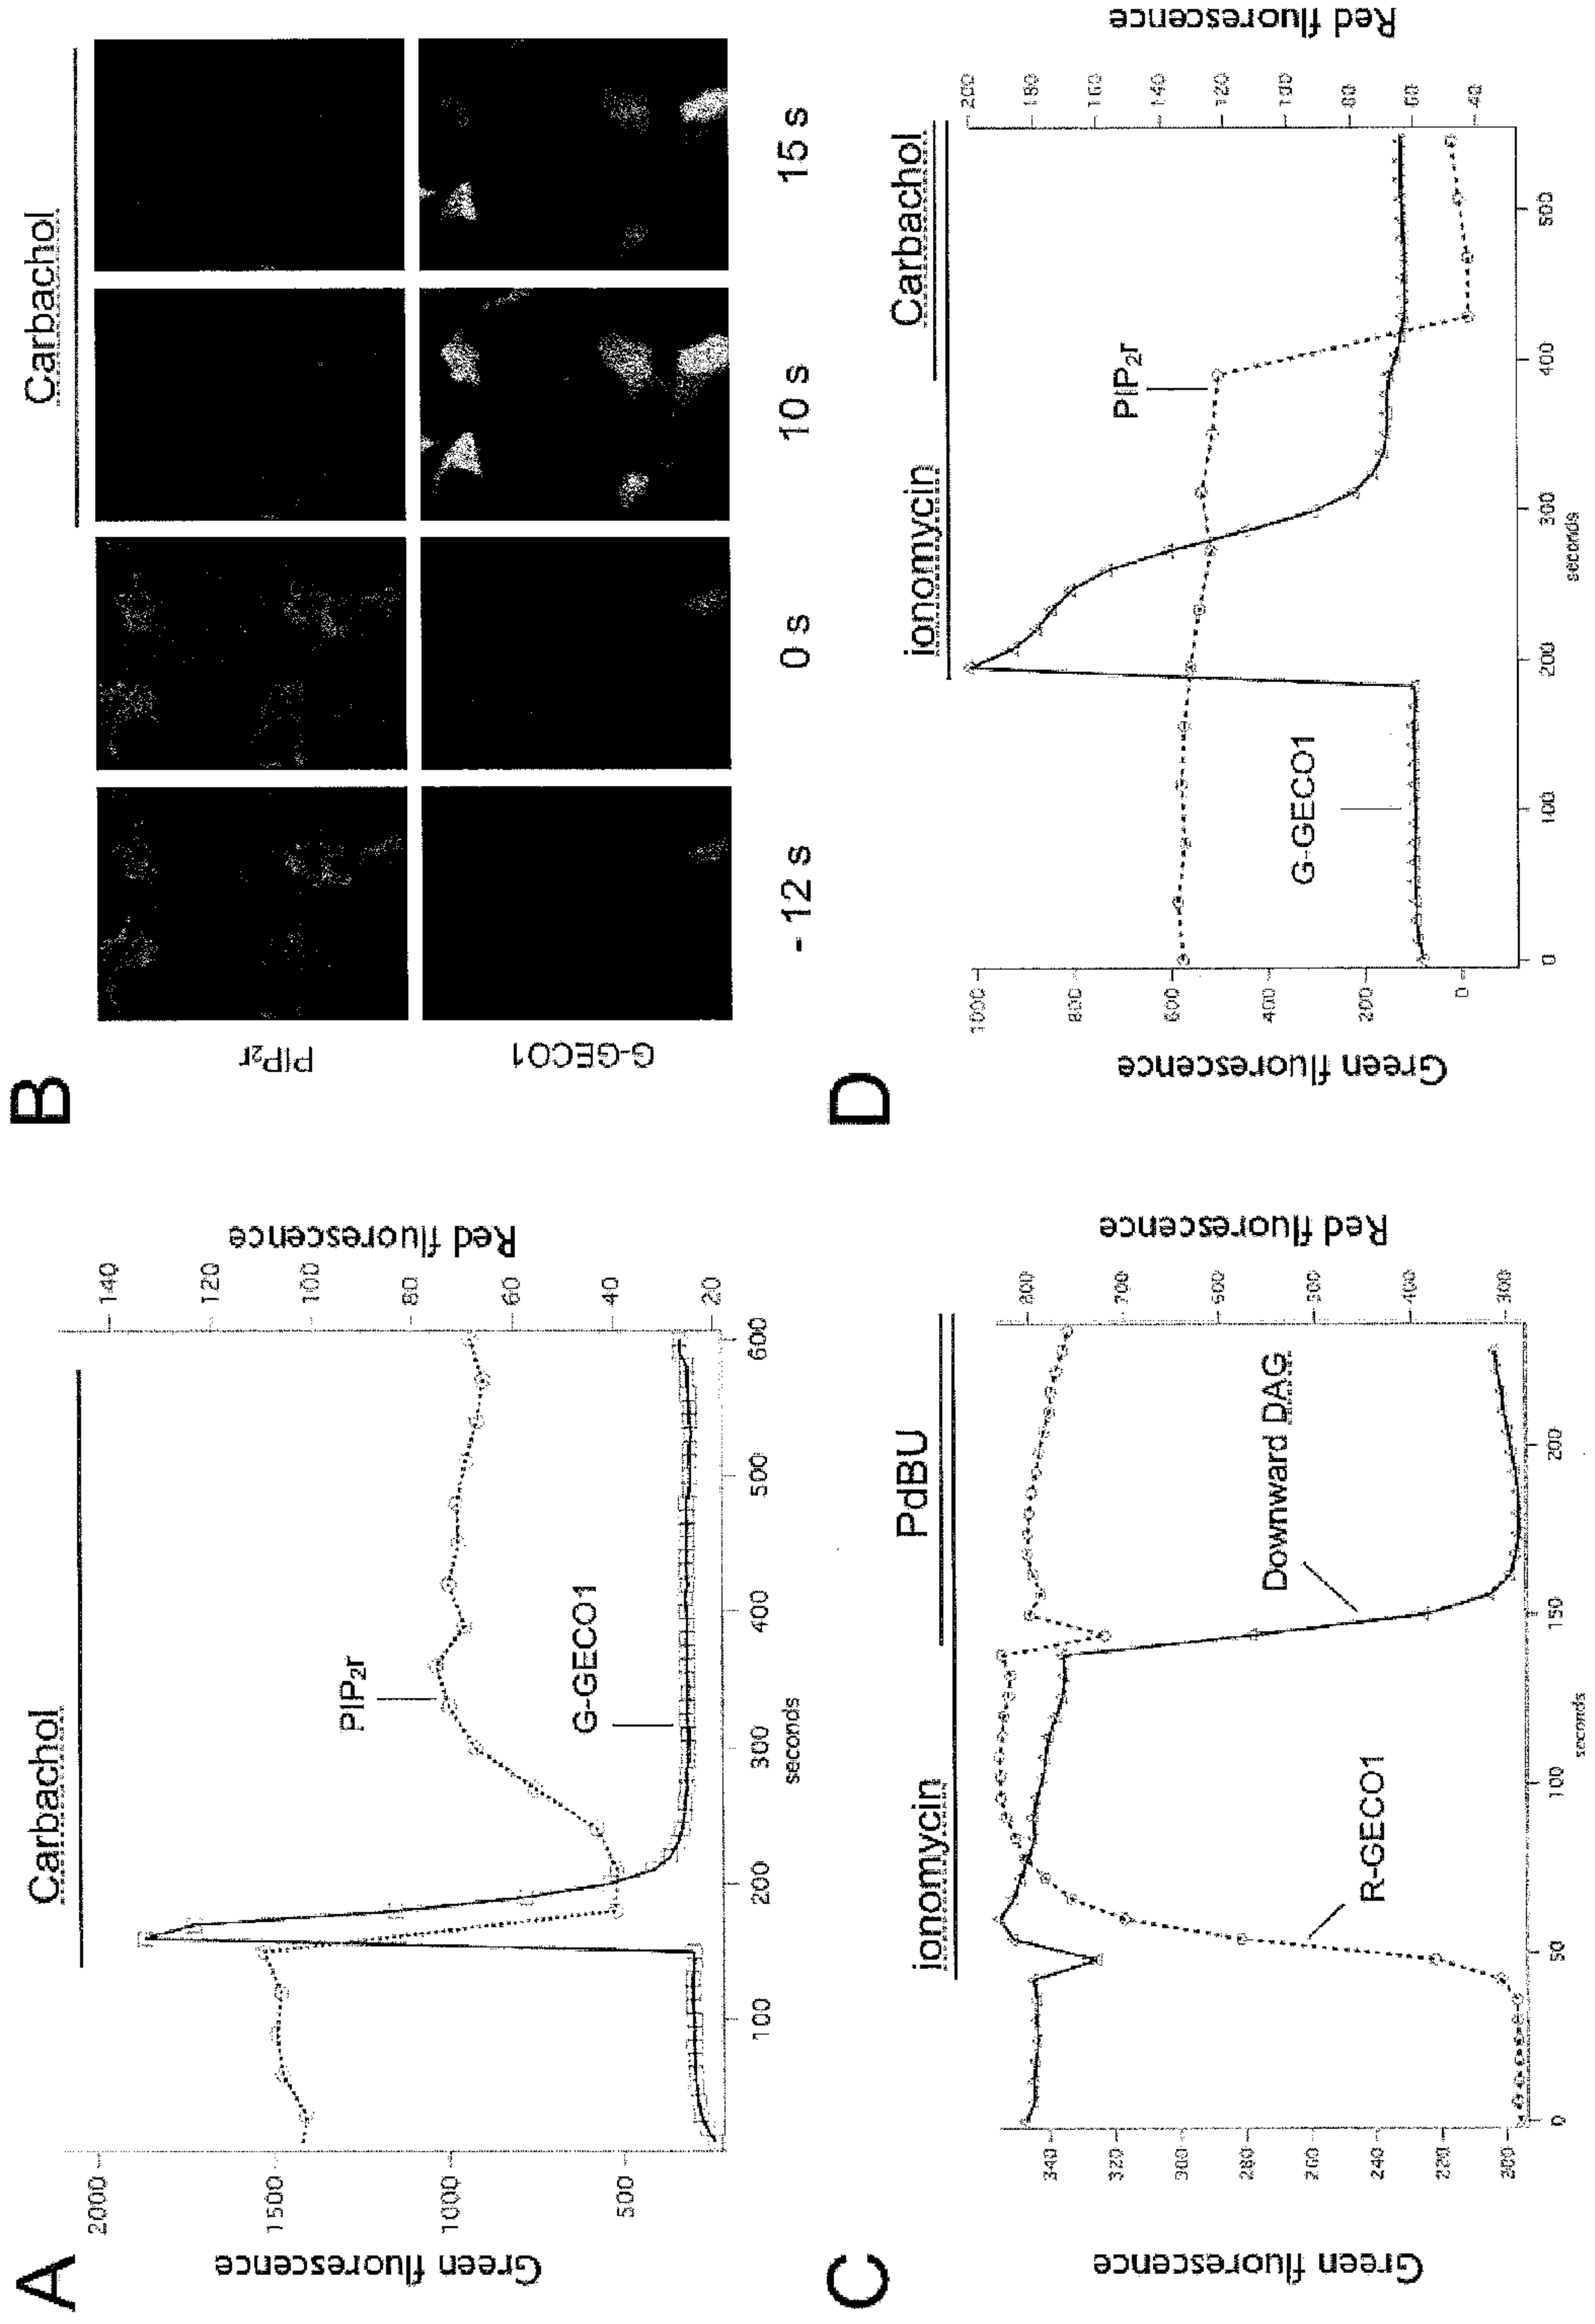 A
Carbachol
Green fluorescence
2000
1500
1000
500
Red fluorescence
140
120
100
80
60
40
20
PIP₂r
G-GECO1
100
200
300
400
500
600
seconds
B
Carbachol
PIP₂r
G-GECO1
- 12 s
0 s
10 s
15 s
C
ionomycin
PdBU
Green fluorescence
340
320
300
280
260
240
220
200
Red fluorescence
800
700
600
500
400
300
R-GECO1
Downward DAG
0
50
100
150
200
seconds
D
ionomycin
Carbachol
Green fluorescence
1000
800
600
400
200
0
Red fluorescence
200
180
160
140
120
100
80
60
40
PIP₂r
G-GECO1
0
100
200
300
400
500
seconds